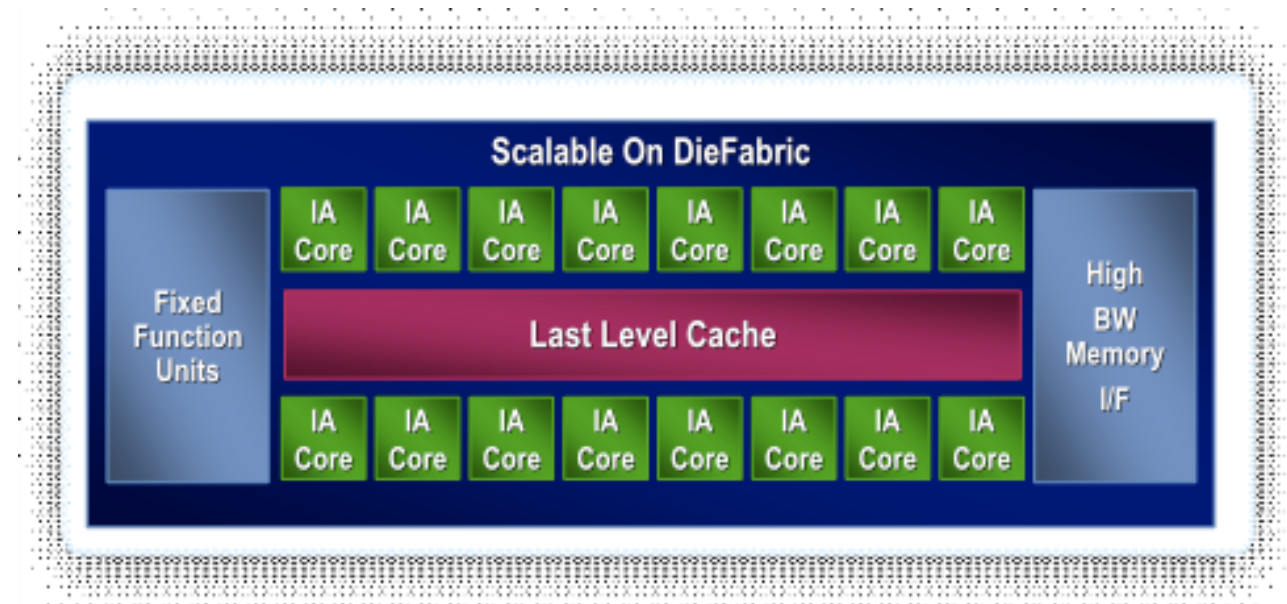 Scalable On DieFabric
IA IA IA IA IA IA IA IA
Core Core Core Core Core Core Core Core
Fixed
Function
Units
Last Level Cache
High
BW
Memory
I/F
IA IA IA IA IA IA IA IA
Core Core Core Core Core Core Core Core